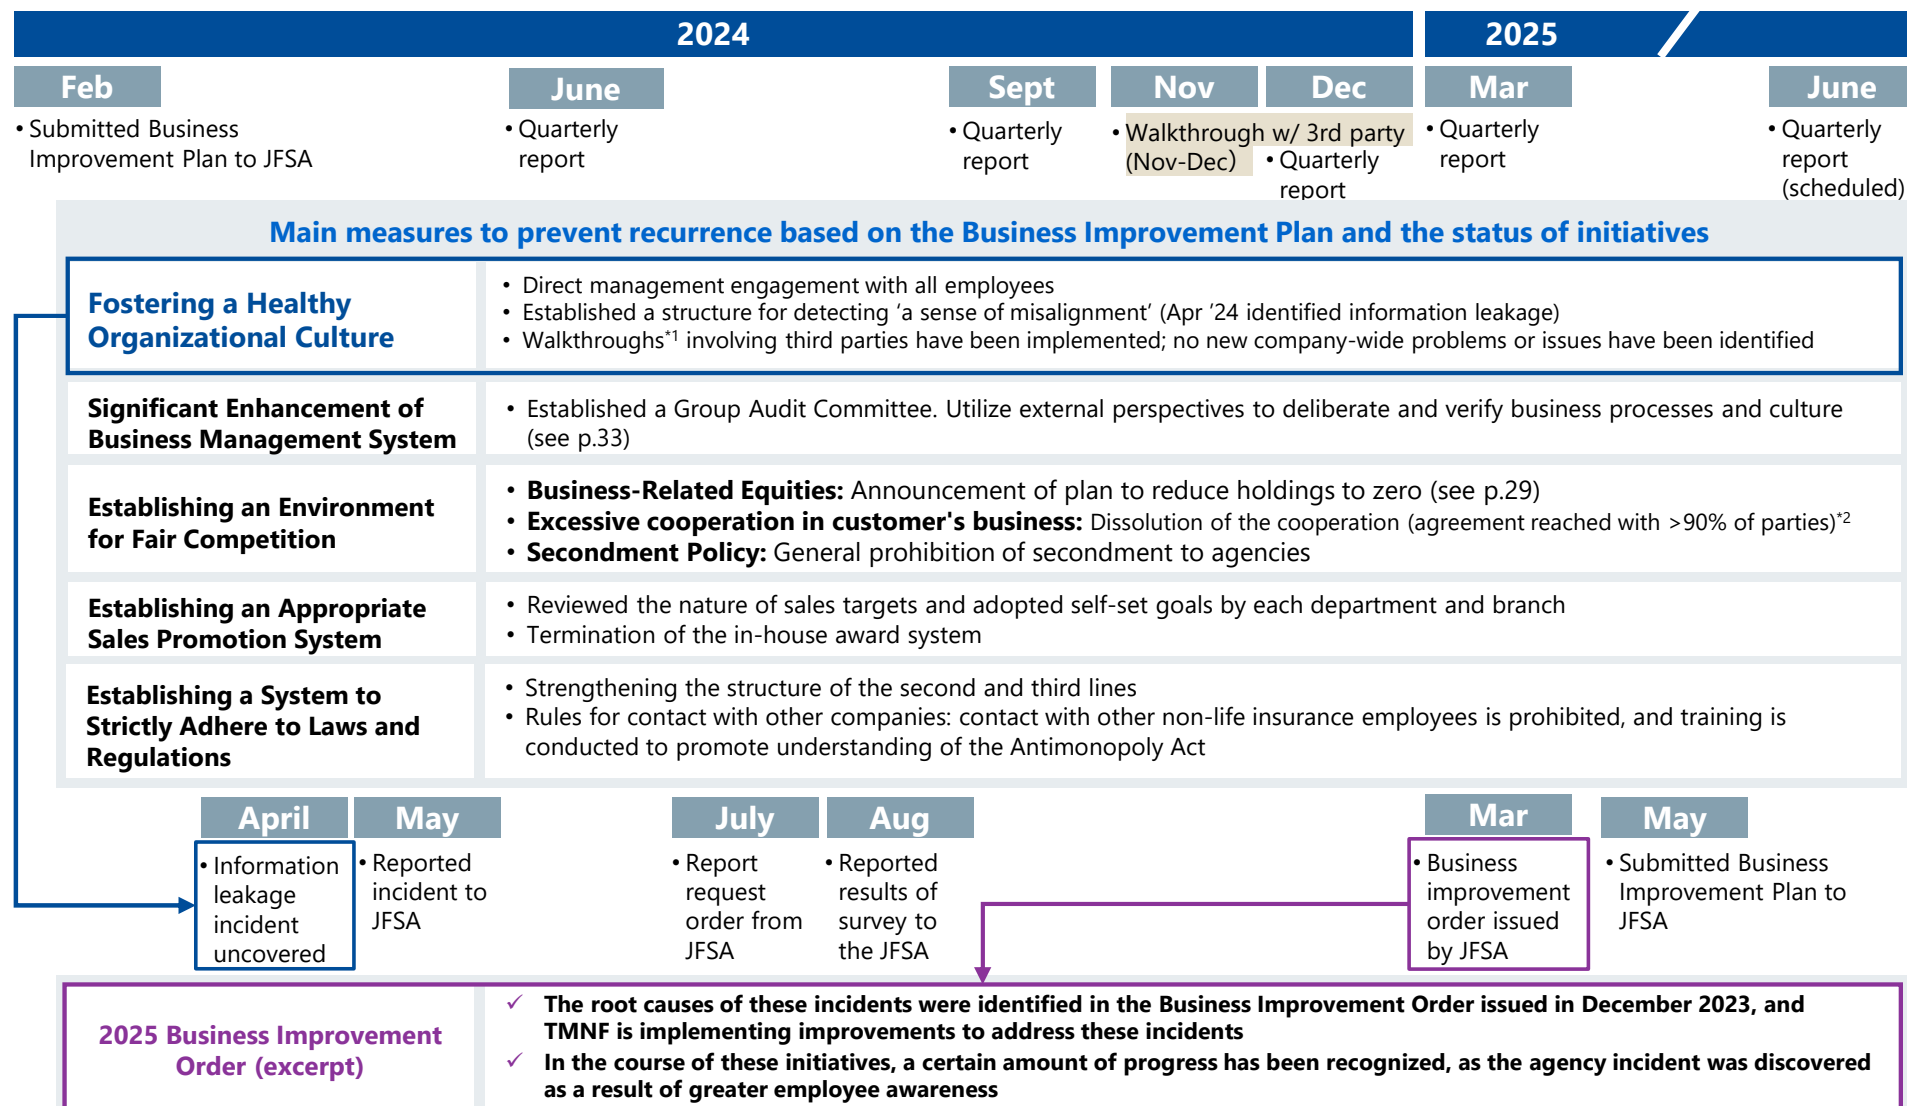 2024
2025
Feb
June
Sept
Nov
Dec
Mar
June
• Submitted Business
Improvement Plan to JFSA
• Quarterly
report
• Quarterly
report
• Walkthrough w/ 3rd party
(Nov-Dec)
• Quarterly
report
• Quarterly
report
• Quarterly
report
(scheduled)
Main measures to prevent recurrence based on the Business Improvement Plan and the status of initiatives
Fostering a Healthy
Organizational Culture
• Direct management engagement with all employees
• Established a structure for detecting ‘a sense of misalignment’ (Apr ’24 identified information leakage)
• Walkthroughs*1 involving third parties have been implemented; no new company-wide problems or issues have been identified
Significant Enhancement of
Business Management System
• Established a Group Audit Committee. Utilize external perspectives to deliberate and verify business processes and culture
(see p.33)
Establishing an Environment
for Fair Competition
• Business-Related Equities: Announcement of plan to reduce holdings to zero (see p.29)
• Excessive cooperation in customer's business: Dissolution of the cooperation (agreement reached with >90% of parties)*2
• Secondment Policy: General prohibition of secondment to agencies
Establishing an Appropriate
Sales Promotion System
• Reviewed the nature of sales targets and adopted self-set goals by each department and branch
• Termination of the in-house award system
Establishing a System to
Strictly Adhere to Laws and
Regulations
• Strengthening the structure of the second and third lines
• Rules for contact with other companies: contact with other non-life insurance employees is prohibited, and training is
conducted to promote understanding of the Antimonopoly Act
April
May
July
Aug
Mar
May
• Information
leakage
incident
uncovered
• Reported
incident to
JFSA
• Report
request
order from
JFSA
• Reported
results of
survey to
the JFSA
• Business
improvement
order issued
by JFSA
• Submitted Business
Improvement Plan to
JFSA
2025 Business Improvement
Order (excerpt)
✓ The root causes of these incidents were identified in the Business Improvement Order issued in December 2023, and
TMNF is implementing improvements to address these incidents
✓ In the course of these initiatives, a certain amount of progress has been recognized, as the agency incident was discovered
as a result of greater employee awareness